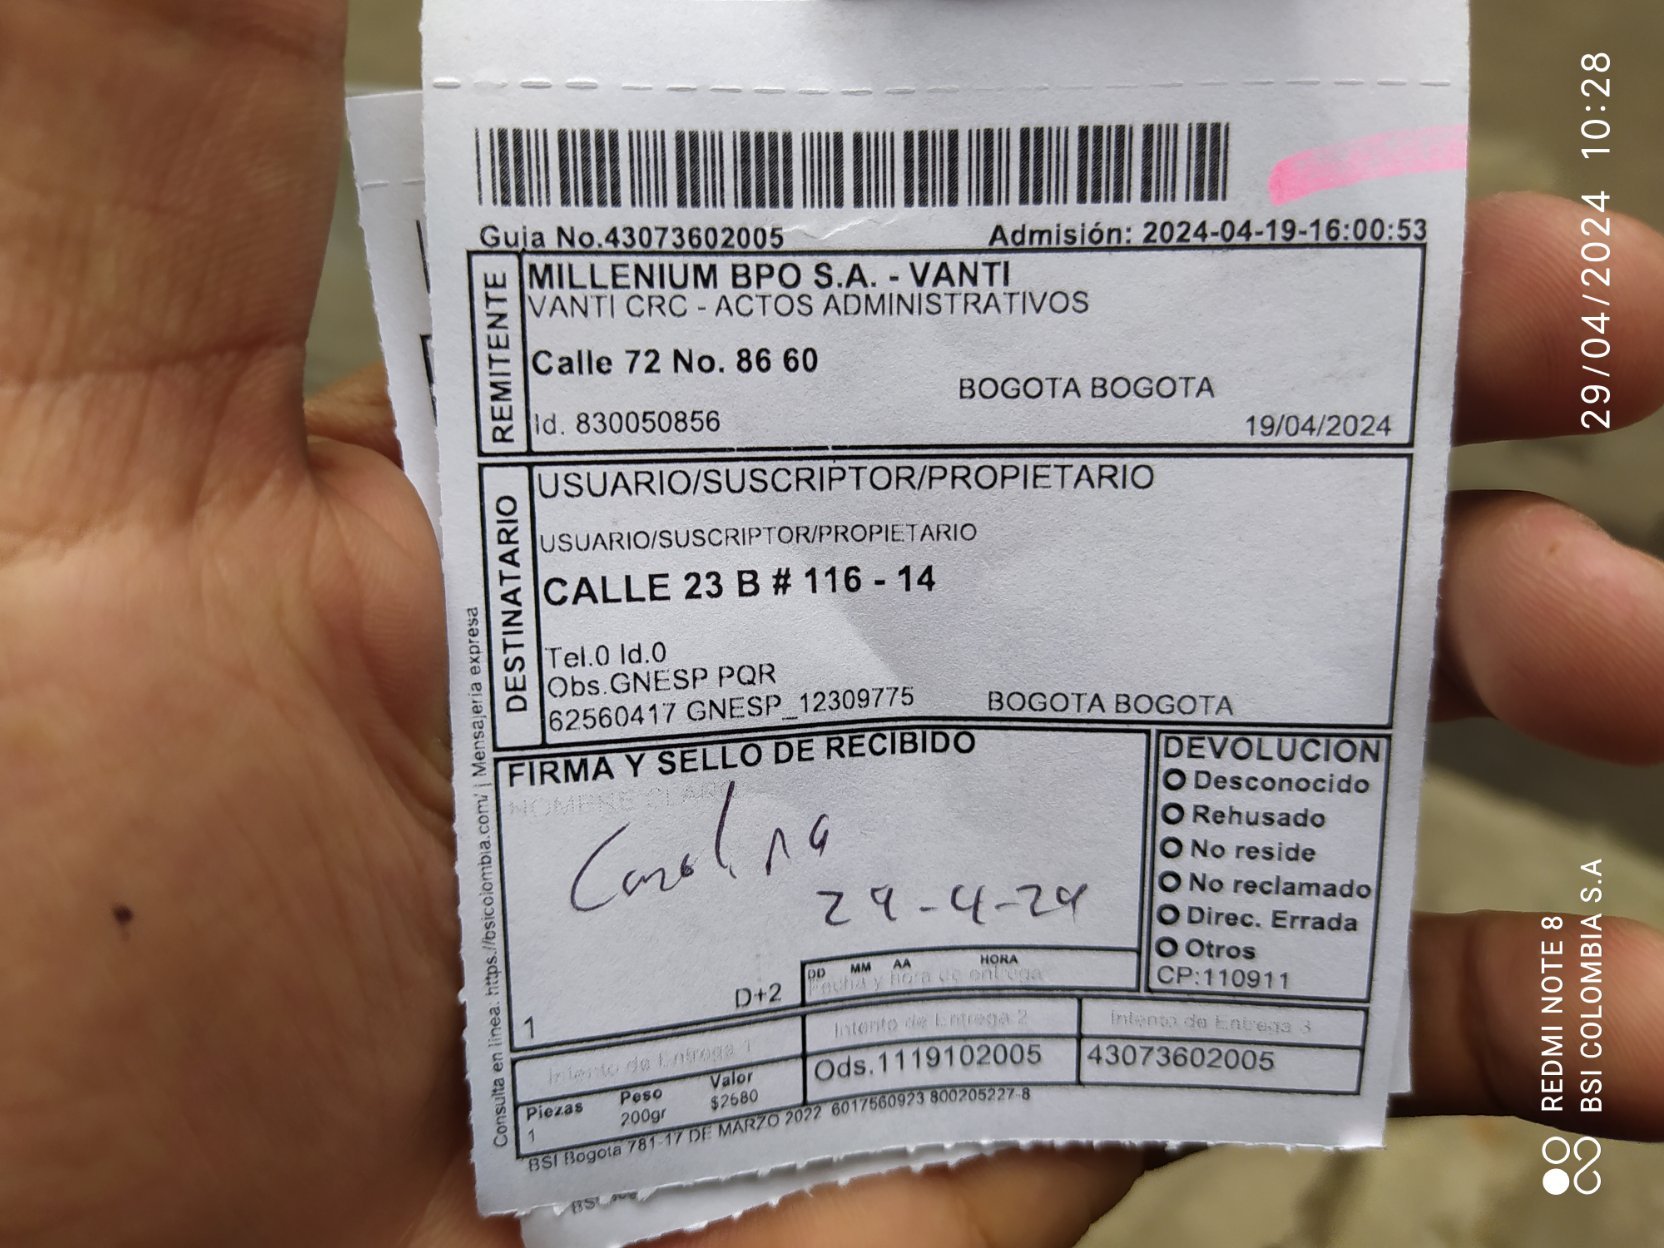 Guia No.43073602005 Admisión: 2024-04-19-16:00:53
REMITENTE
MILLENIUM BPO S.A. - VANTI
VANTI CRC - ACTOS ADMINISTRATIVOS
Calle 72 No. 86 60
BOGOTA BOGOTA
Id. 830050856
19/04/2024
DESTINATARIO
USUARIO/SUSCRIPTOR/PROPIETARIO
USUARIO/SUSCRIPTOR/PROPIETARIO
CALLE 23 B # 116 - 14
Tel.0 Id.0
Obs.GNESP PQR
62560417 GNESP_12309775 BOGOTA BOGOTA
FIRMA Y SELLO DE RECIBIDO
NOMBRE CLARO
Carolina
29-4-24
DD MM AA HORA
Fecha y hora de entrega
D+2
1
DEVOLUCION
Desconocido
Rehusado
No reside
No reclamado
Direc. Errada
Otros
CP:110911
Intento de Entrega 1
Intento de Entrega 2
Intento de Entrega 3
Piezas Peso Valor
1 200gr $2680
Ods.1119102005
43073602005
BSI Bogota 781-17 DE MARZO 2022 6017560923 800205227-8
Consulta en linea: https://bsicolombia.com/ | Mensajeria expresa
29/04/2024 10:28
REDMI NOTE 8
BSI COLOMBIA S.A